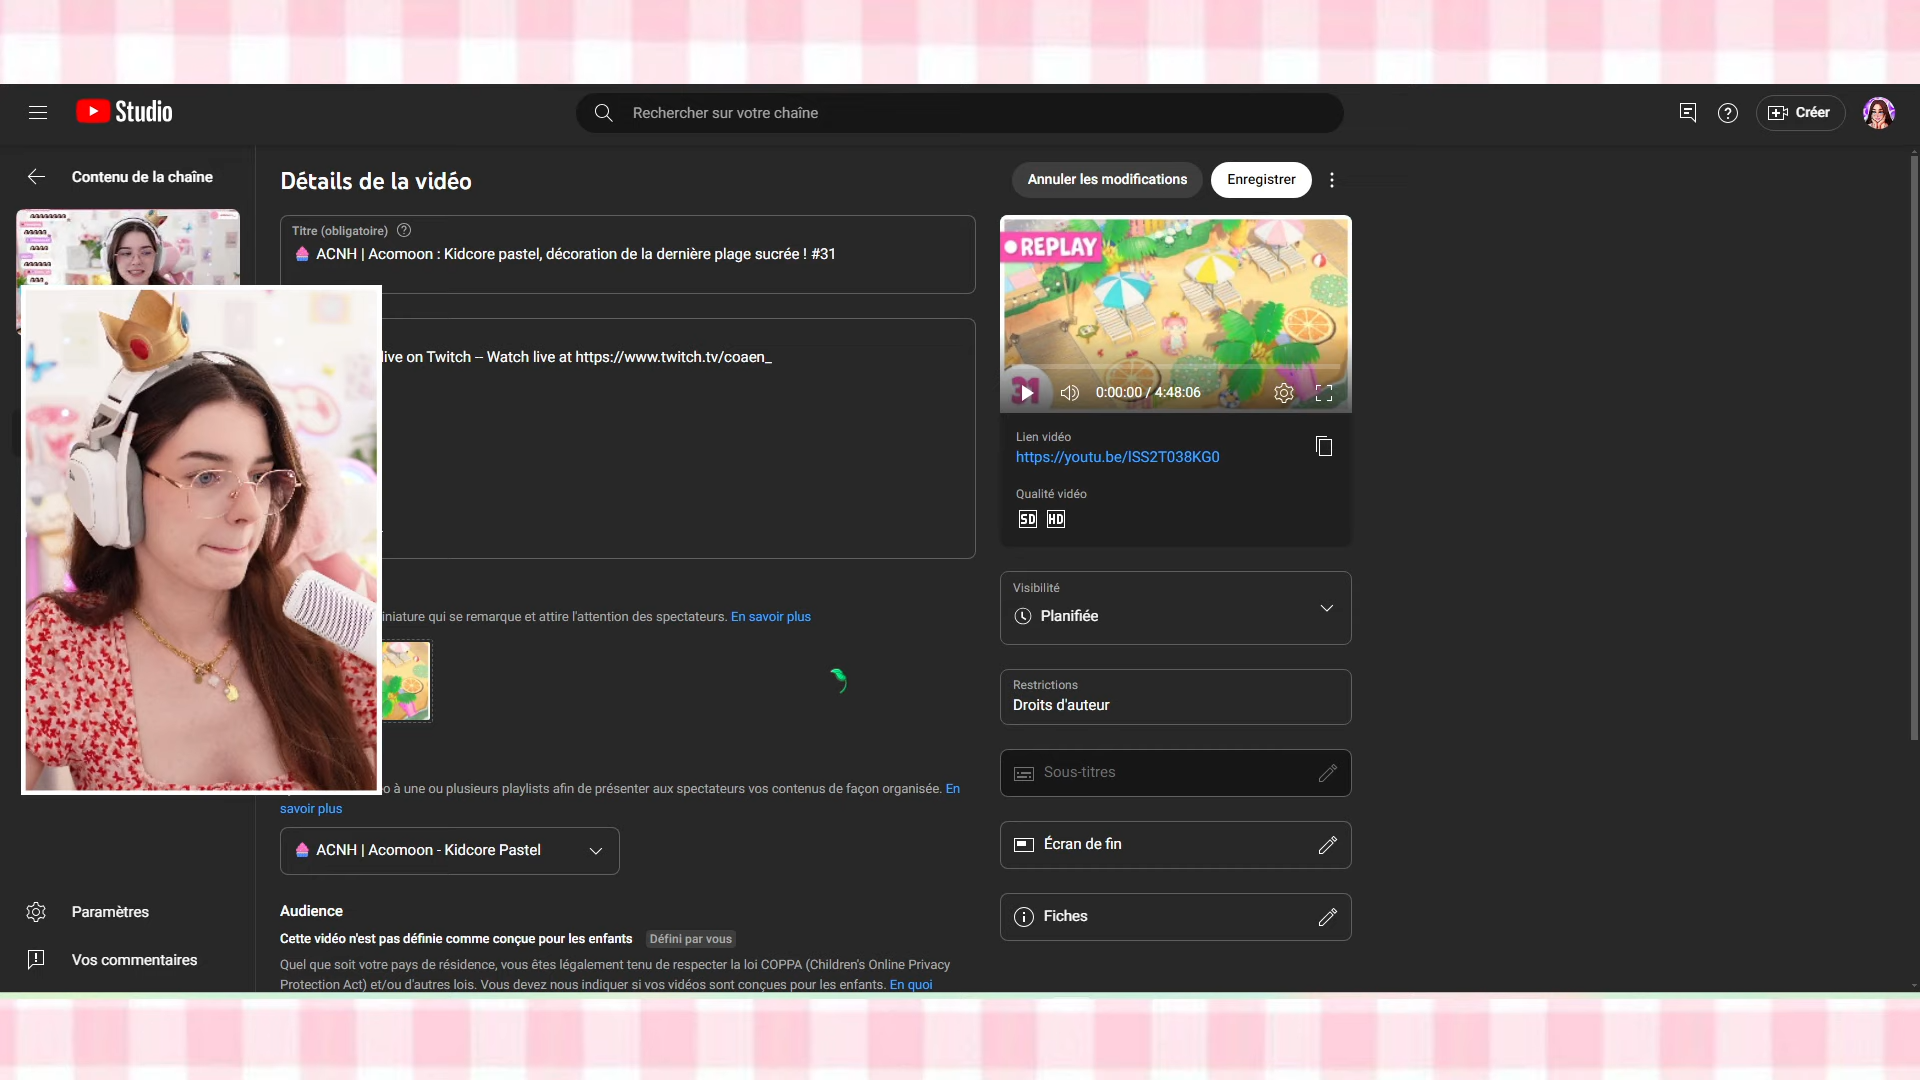 Studio
Rechercher sur votre chaîne
Créer
Contenu de la chaîne
Détails de la vidéo
Annuler les modifications
Enregistrer
Titre (obligatoire)
ACNH | Acomoon : Kidcore pastel, décoration de la dernière plage sucrée ! #31
live on Twitch -- Watch live at https://www.twitch.tv/coaen_
REPLAY
31
0:00:00 / 4:48:06
Lien vidéo
https://youtu.be/ISS2T038KG0
Qualité vidéo
SD HD
Visibilité
Planifiée
Restrictions
Droits d'auteur
Sous-titres
Écran de fin
Fiches
iniature qui se remarque et attire l'attention des spectateurs. En savoir plus
o à une ou plusieurs playlists afin de présenter aux spectateurs vos contenus de façon organisée. En
savoir plus
ACNH | Acomoon - Kidcore Pastel
Audience
Cette vidéo n'est pas définie comme conçue pour les enfants Défini par vous
Quel que soit votre pays de résidence, vous êtes légalement tenu de respecter la loi COPPA (Children's Online Privacy
Protection Act) et/ou d'autres lois. Vous devez nous indiquer si vos vidéos sont conçues pour les enfants. En quoi
Paramètres
Vos commentaires